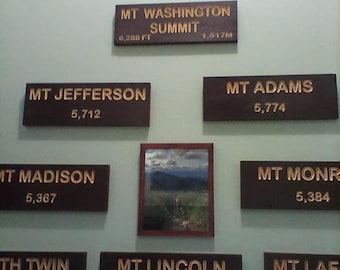 MT WASHINGTON
SUMMIT
6,288 FT 1,917M
MT JEFFERSON
5,712
MT ADAMS
5,774
MT MADISON
5,367
MT MONR
5,384
TH TWIN
MT LINCOLN
MT LAF